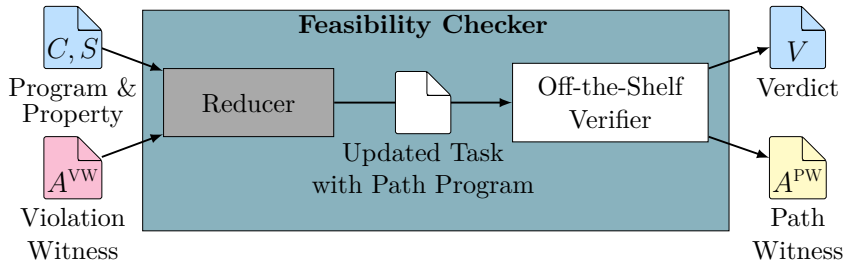 Feasibility Checker
C, S
Program &
Property
A^VW
Violation
Witness
Reducer
Updated Task
with Path Program
Off-the-Shelf
Verifier
V
Verdict
A^PW
Path
Witness